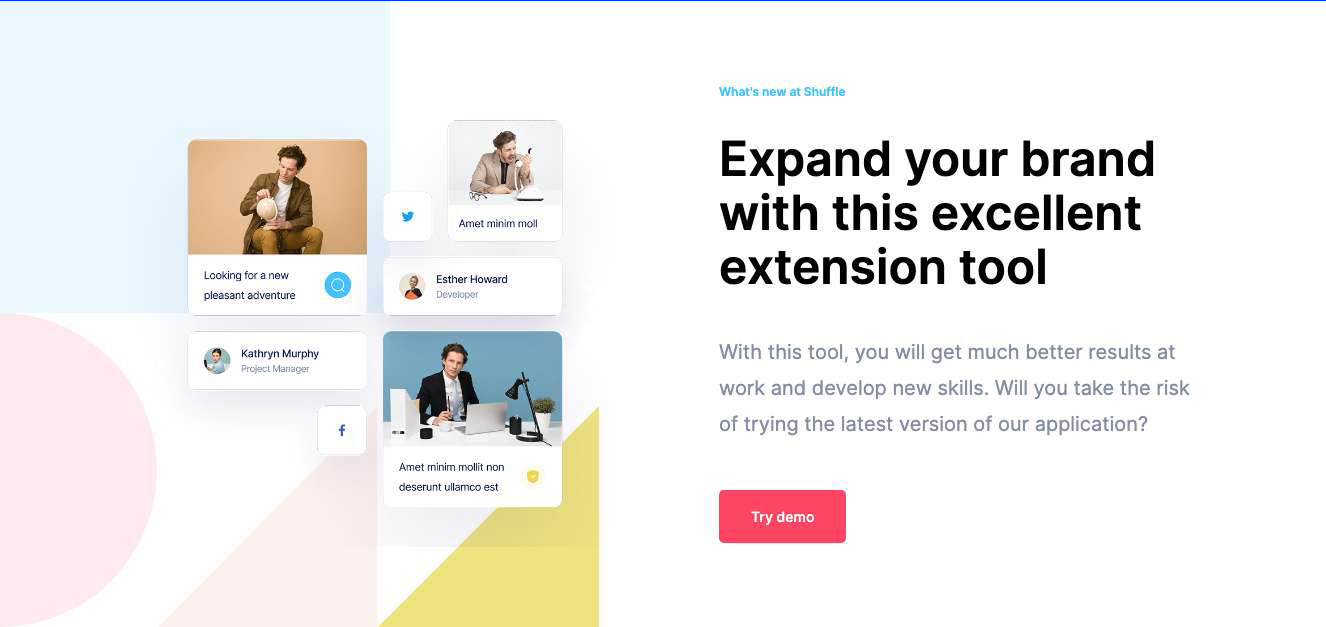 What's new at Shuffle
Expand your brand
with this excellent
extension tool
With this tool, you will get much better results at
work and develop new skills. Will you take the risk
of trying the latest version of our application?
Try demo
Looking for a new
pleasant adventure
Amet minim moll
Esther Howard
Developer
Kathryn Murphy
Project Manager
Amet minim mollit non
deserunt ullamco est